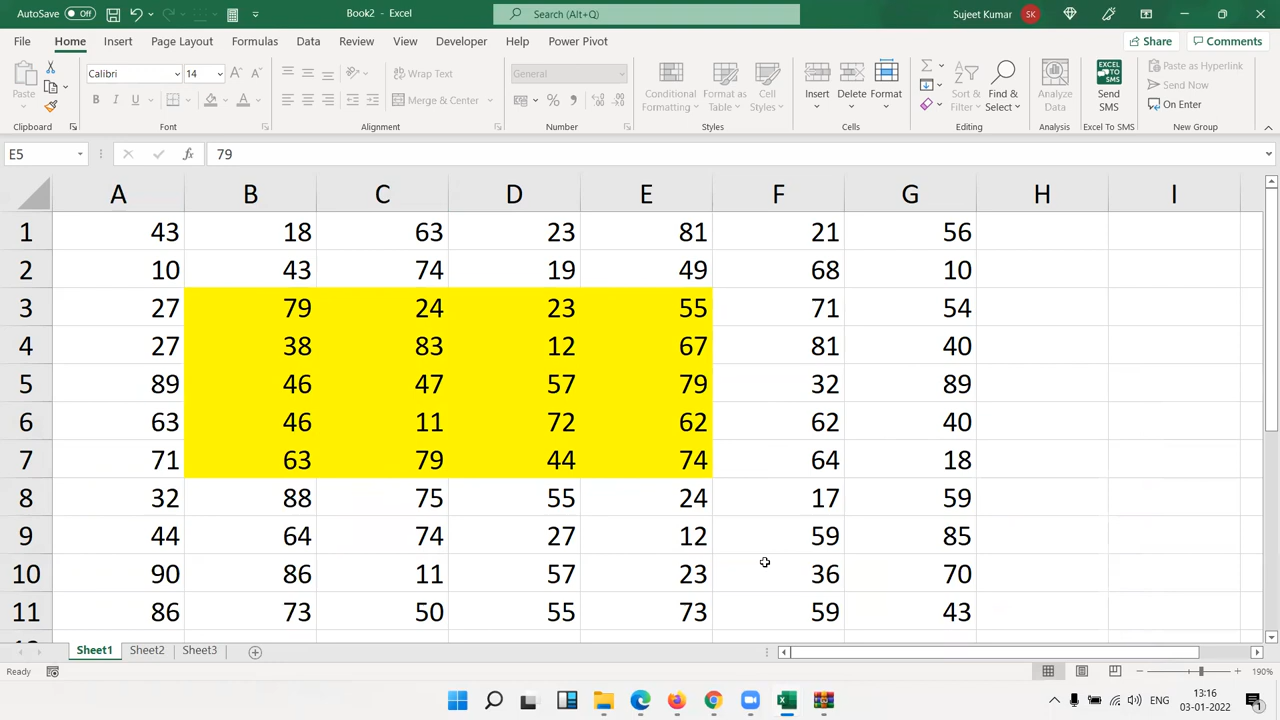 AutoSave Off Book2 - Excel Search (Alt+Q) Sujeet Kumar SK
File Home Insert Page Layout Formulas Data Review View Developer Help Power Pivot Share Comments
Paste Calibri 14 Wrap Text General Conditional Formatting Format as Table Cell Styles Insert Delete Format Sort & Filter Find & Select Analyze Data Send SMS Paste as Hyperlink
B I U Merge & Center Send Now
On Enter
Clipboard Font Alignment Number Styles Cells Editing Analysis Excel To SMS New Group
E5 fx 79
A B C D E F G H I
1 43 18 63 23 81 21 56
2 10 43 74 19 49 68 10
3 27 79 24 23 55 71 54
4 27 38 83 12 67 81 40
5 89 46 47 57 79 32 89
6 63 46 11 72 62 62 40
7 71 63 79 44 74 64 18
8 32 88 75 55 24 17 59
9 44 64 74 27 12 59 85
10 90 86 11 57 23 36 70
11 86 73 50 55 73 59 43
Sheet1 Sheet2 Sheet3
Ready 190%
ENG 13:16
03-01-2022 1